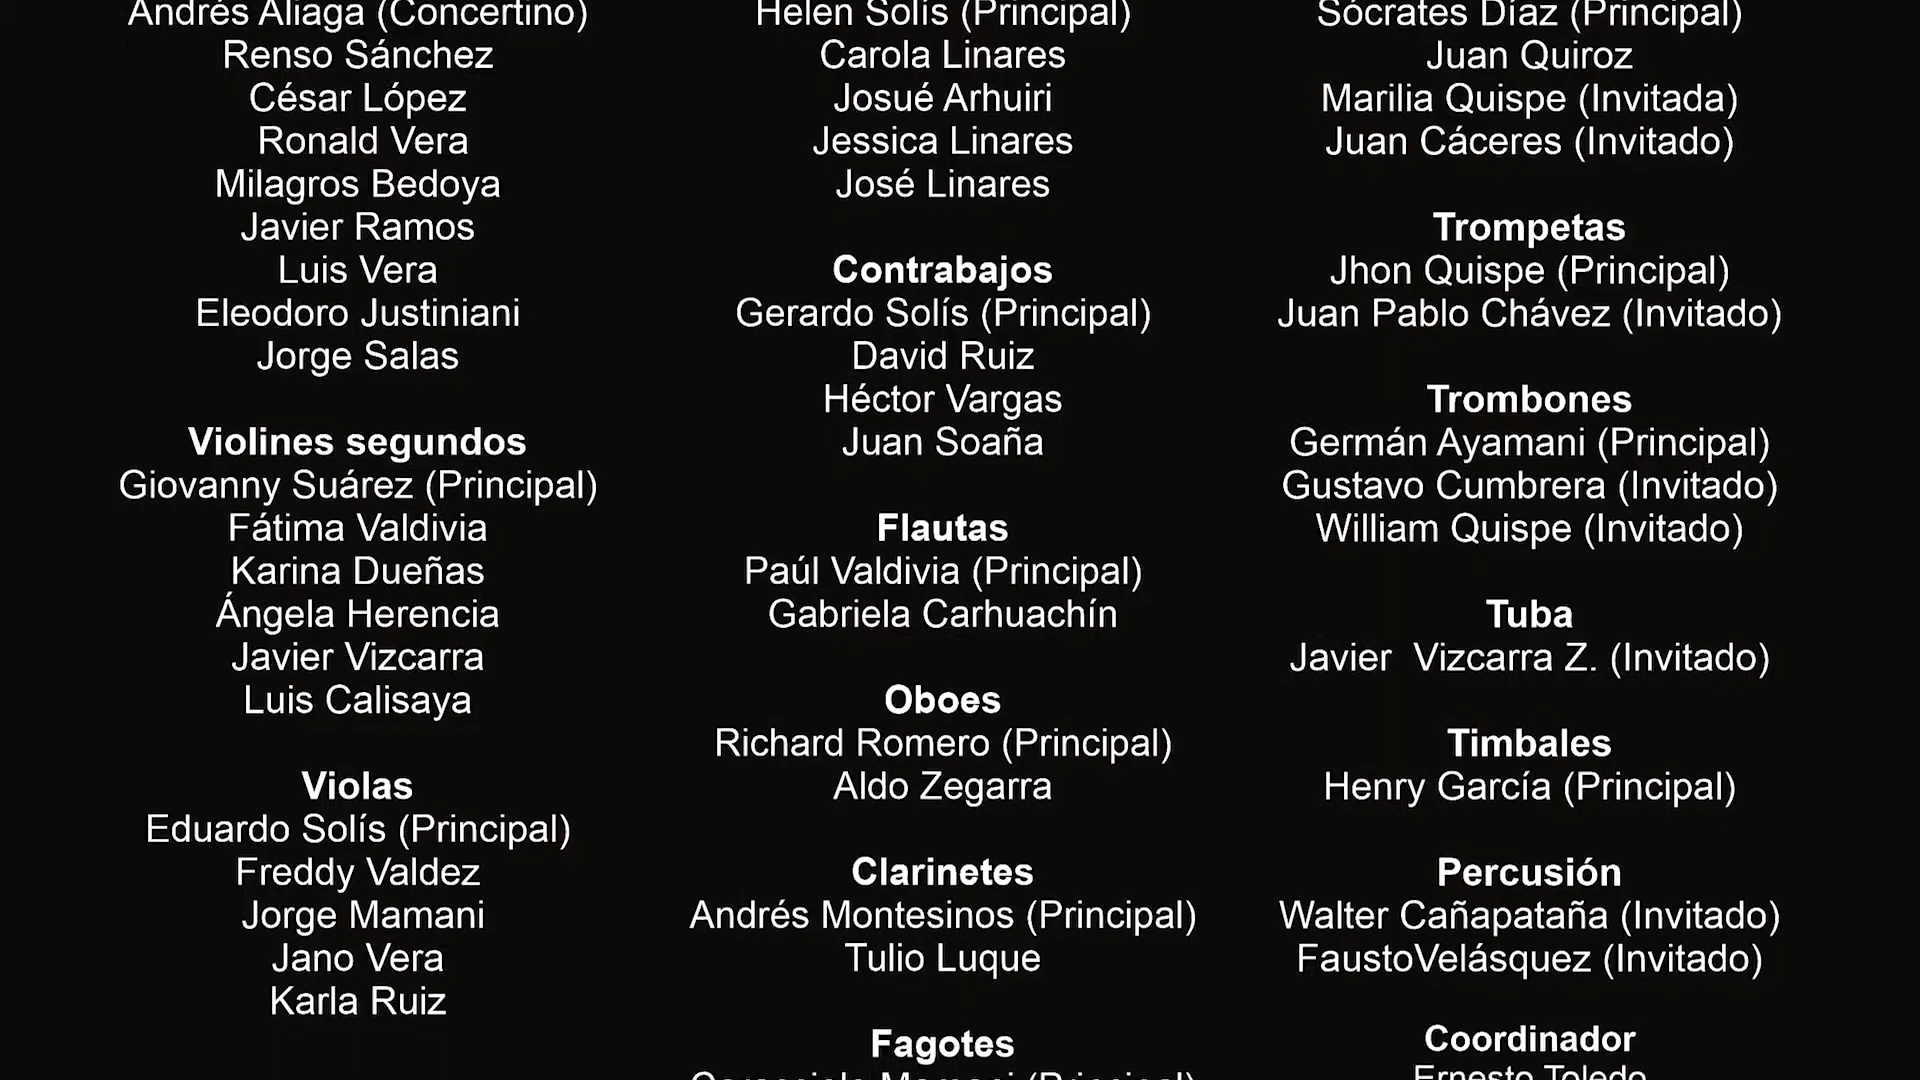 Andrés Aliaga (Concertino)
Renso Sánchez
César López
Ronald Vera
Milagros Bedoya
Javier Ramos
Luis Vera
Eleodoro Justiniani
Jorge Salas
Violines segundos
Giovanny Suárez (Principal)
Fátima Valdivia
Karina Dueñas
Ángela Herencia
Javier Vizcarra
Luis Calisaya
Violas
Eduardo Solís (Principal)
Freddy Valdez
Jorge Mamani
Jano Vera
Karla Ruiz
Helen Solís (Principal)
Carola Linares
Josué Arhuiri
Jessica Linares
José Linares
Contrabajos
Gerardo Solís (Principal)
David Ruiz
Héctor Vargas
Juan Soaña
Flautas
Paúl Valdivia (Principal)
Gabriela Carhuachín
Oboes
Richard Romero (Principal)
Aldo Zegarra
Clarinetes
Andrés Montesinos (Principal)
Tulio Luque
Fagotes
Mamani (Principal)
Sócrates Díaz (Principal)
Juan Quiroz
Marilia Quispe (Invitada)
Juan Cáceres (Invitado)
Trompetas
Jhon Quispe (Principal)
Juan Pablo Chávez (Invitado)
Trombones
Germán Ayamani (Principal)
Gustavo Cumbrera (Invitado)
William Quispe (Invitado)
Tuba
Javier  Vizcarra Z. (Invitado)
Timbales
Henry García (Principal)
Percusión
Walter Cañapataña (Invitado)
FaustoVelásquez (Invitado)
Coordinador
Ernesto Toledo